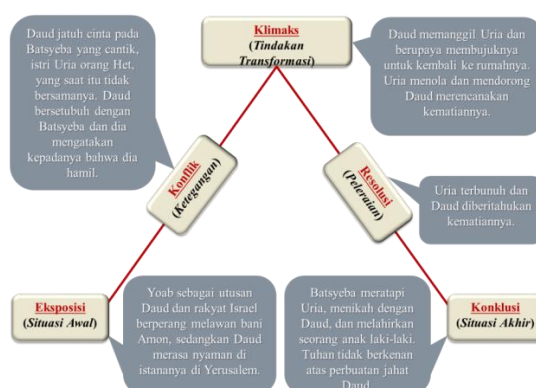 Daud jatuh cinta pada
Batsyeba yang cantik,
istri Uria orang Het,
yang saat itu tidak
bersamanya. Daud
bersetubuh dengan
Batsyeba dan dia
mengatakan
kepadanya bahwa dia
hamil.
Klimaks
(Tindakan
Transformasi)
Daud memanggil Uria dan
berupaya membujuknya
untuk kembali ke rumahnya.
Uria menola dan mendorong
Daud merencanakan
kematiannya.
Konflik
(Ketegangan)
Resolusi
(Peleraian)
Uria terbunuh dan
Daud diberitahukan
kematiannya.
Eksposisi
(Situasi Awal)
Yoab sebagai utusan
Daud dan rakyat Israel
berperang melawan bani
Amon, sedangkan Daud
merasa nyaman di
istananya di Yerusalem.
Batsyeba meratapi
Uria, menikah dengan
Daud, dan melahirkan
seorang anak laki-laki.
Tuhan tidak berkenan
atas perbuatan jahat
Daud
Konklusi
(Situasi Akhir)